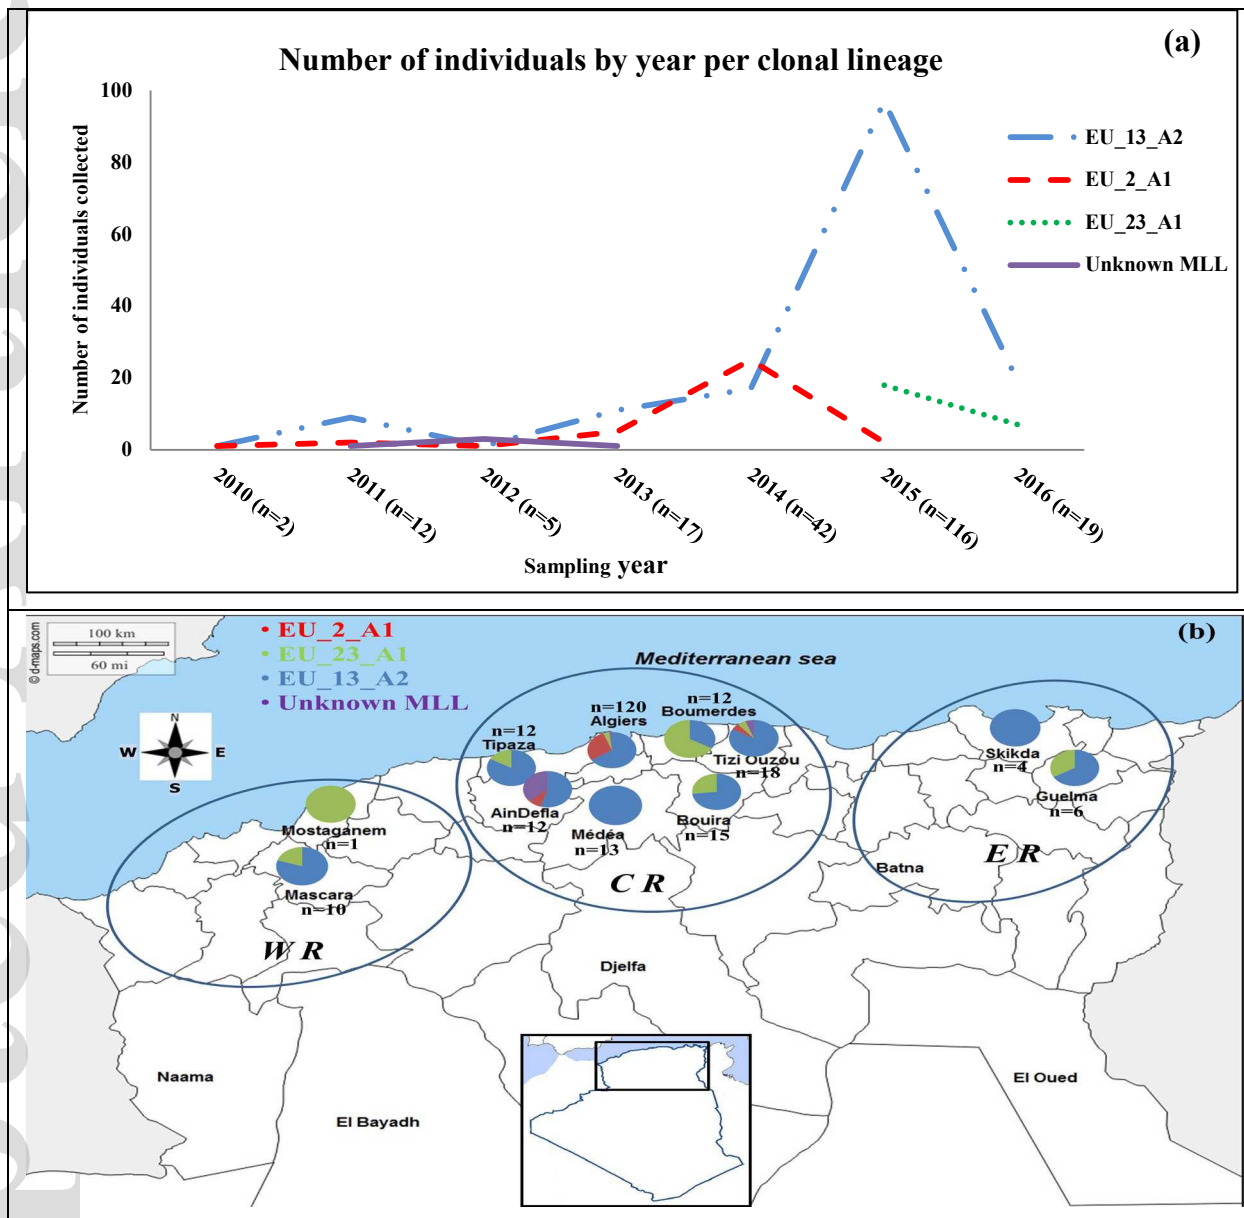 (a)
Number of individuals by year per clonal lineage
Number of individuals collected
100
80
60
40
20
0
EU_13_A2
EU_2_A1
EU_23_A1
Unknown MLL
2010 (n=2)
2011 (n=12)
2012 (n=5)
2013 (n=17)
2014 (n=42)
2015 (n=116)
2016 (n=19)
Sampling year
(b)
100 km
60 mi
© d-maps.com
• EU_2_A1
• EU_23_A1
• EU_13_A2
• Unknown MLL
Mediterranean sea
N
W E
S
n=12
Tipaza
n=120
Algiers
n=12
Boumerdes
Tizi Ouzou
n=18
AinDefla
n=12
Médéa
n=13
Bouira
n=15
C R
Mostaganem
n=1
Mascara
n=10
W R
Skikda
n=4
Guelma
n=6
E R
Batna
Djelfa
Naama
El Bayadh
El Oued